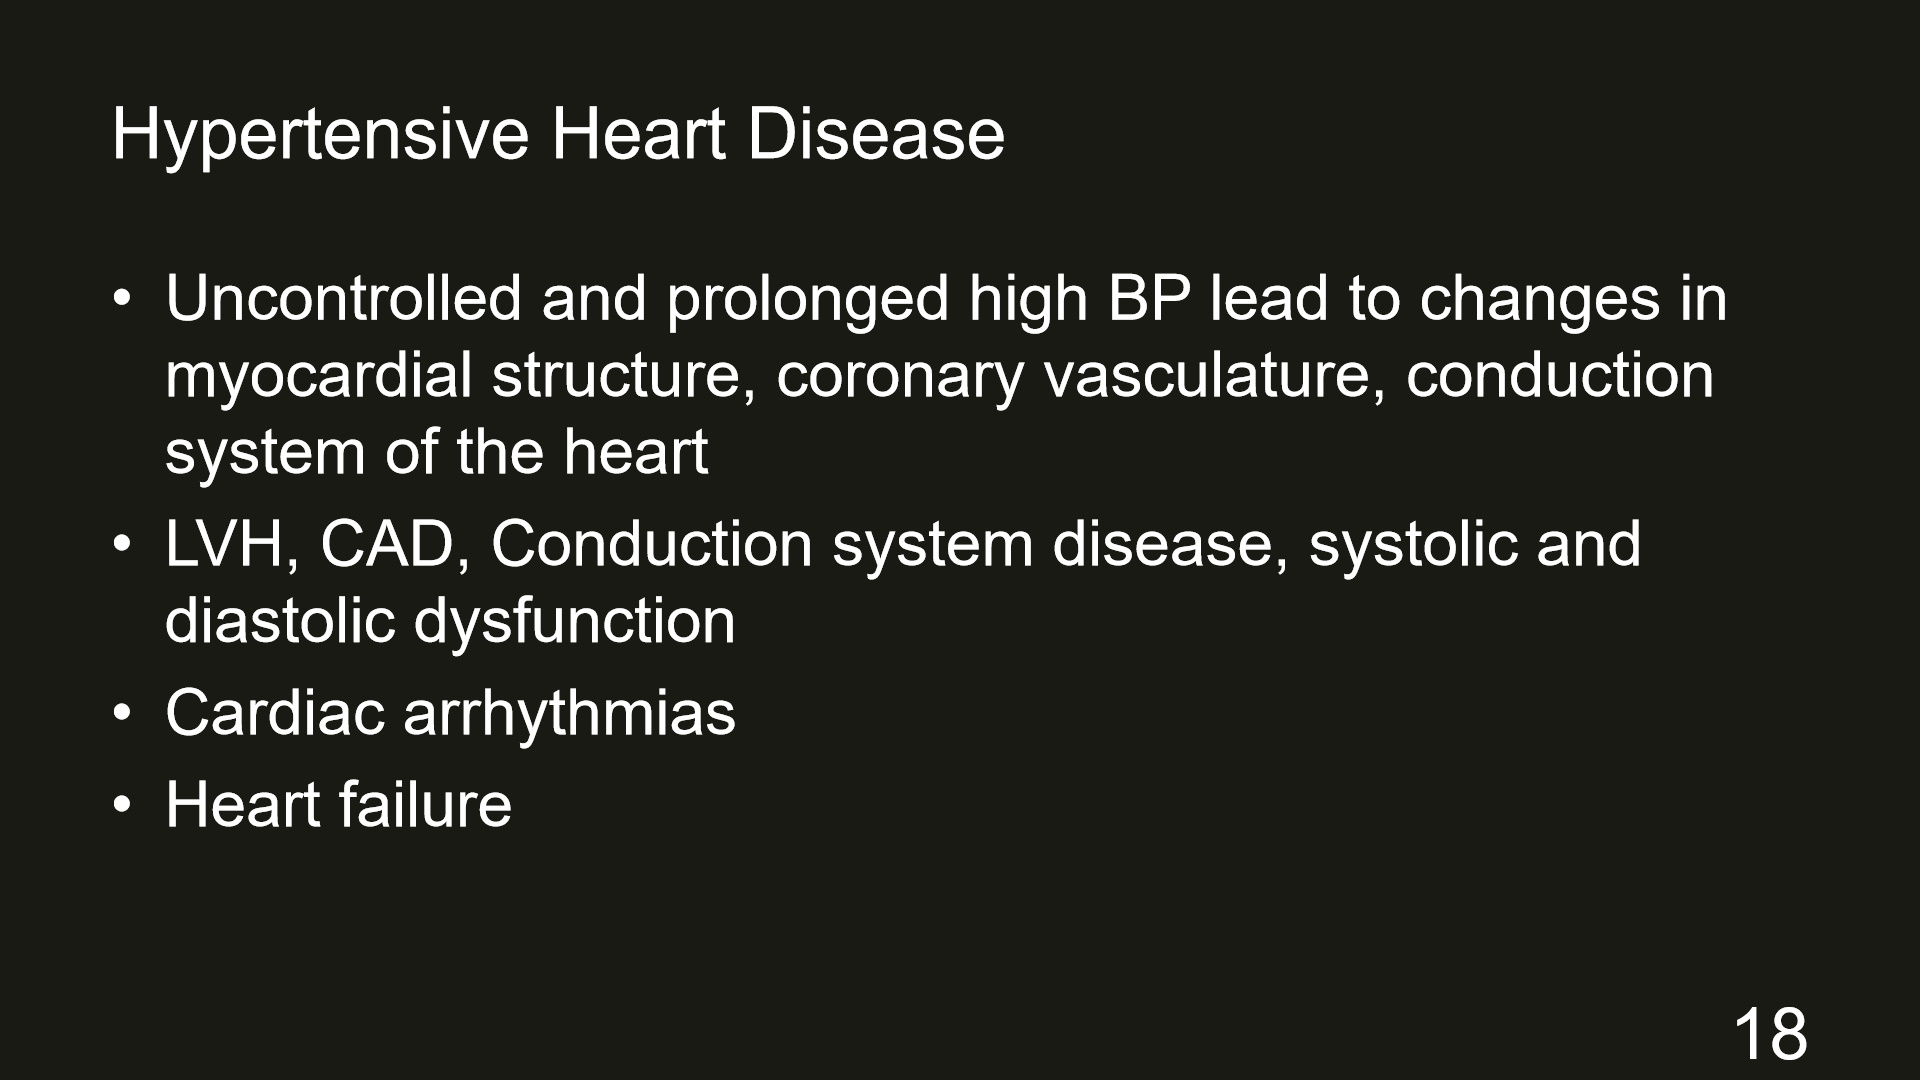 Hypertensive Heart Disease
• Uncontrolled and prolonged high BP lead to changes in
myocardial structure, coronary vasculature, conduction
system of the heart
• LVH, CAD, Conduction system disease, systolic and
diastolic dysfunction
• Cardiac arrhythmias
• Heart failure
18